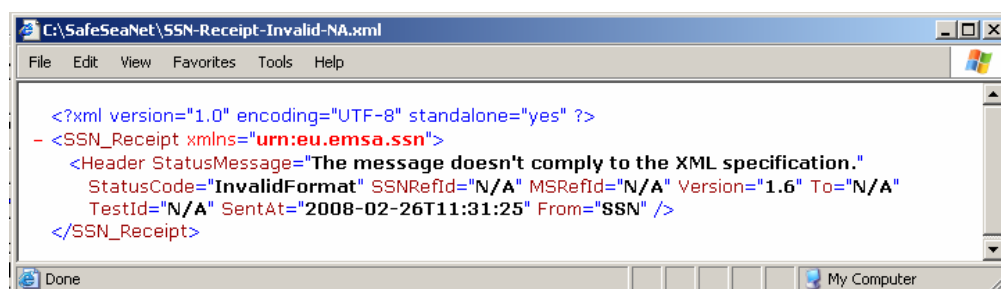 C:\SafeSeaNet\SSN-Receipt-Invalid-NA.xml
File Edit View Favorites Tools Help
<?xml version="1.0" encoding="UTF-8" standalone="yes" ?>
- <SSN_Receipt xmlns="urn:eu.emsa.ssn">
<Header StatusMessage="The message doesn't comply to the XML specification."
StatusCode="InvalidFormat" SSNRefId="N/A" MSRefId="N/A" Version="1.6" To="N/A"
TestId="N/A" SentAt="2008-02-26T11:31:25" From="SSN" />
</SSN_Receipt>
Done My Computer